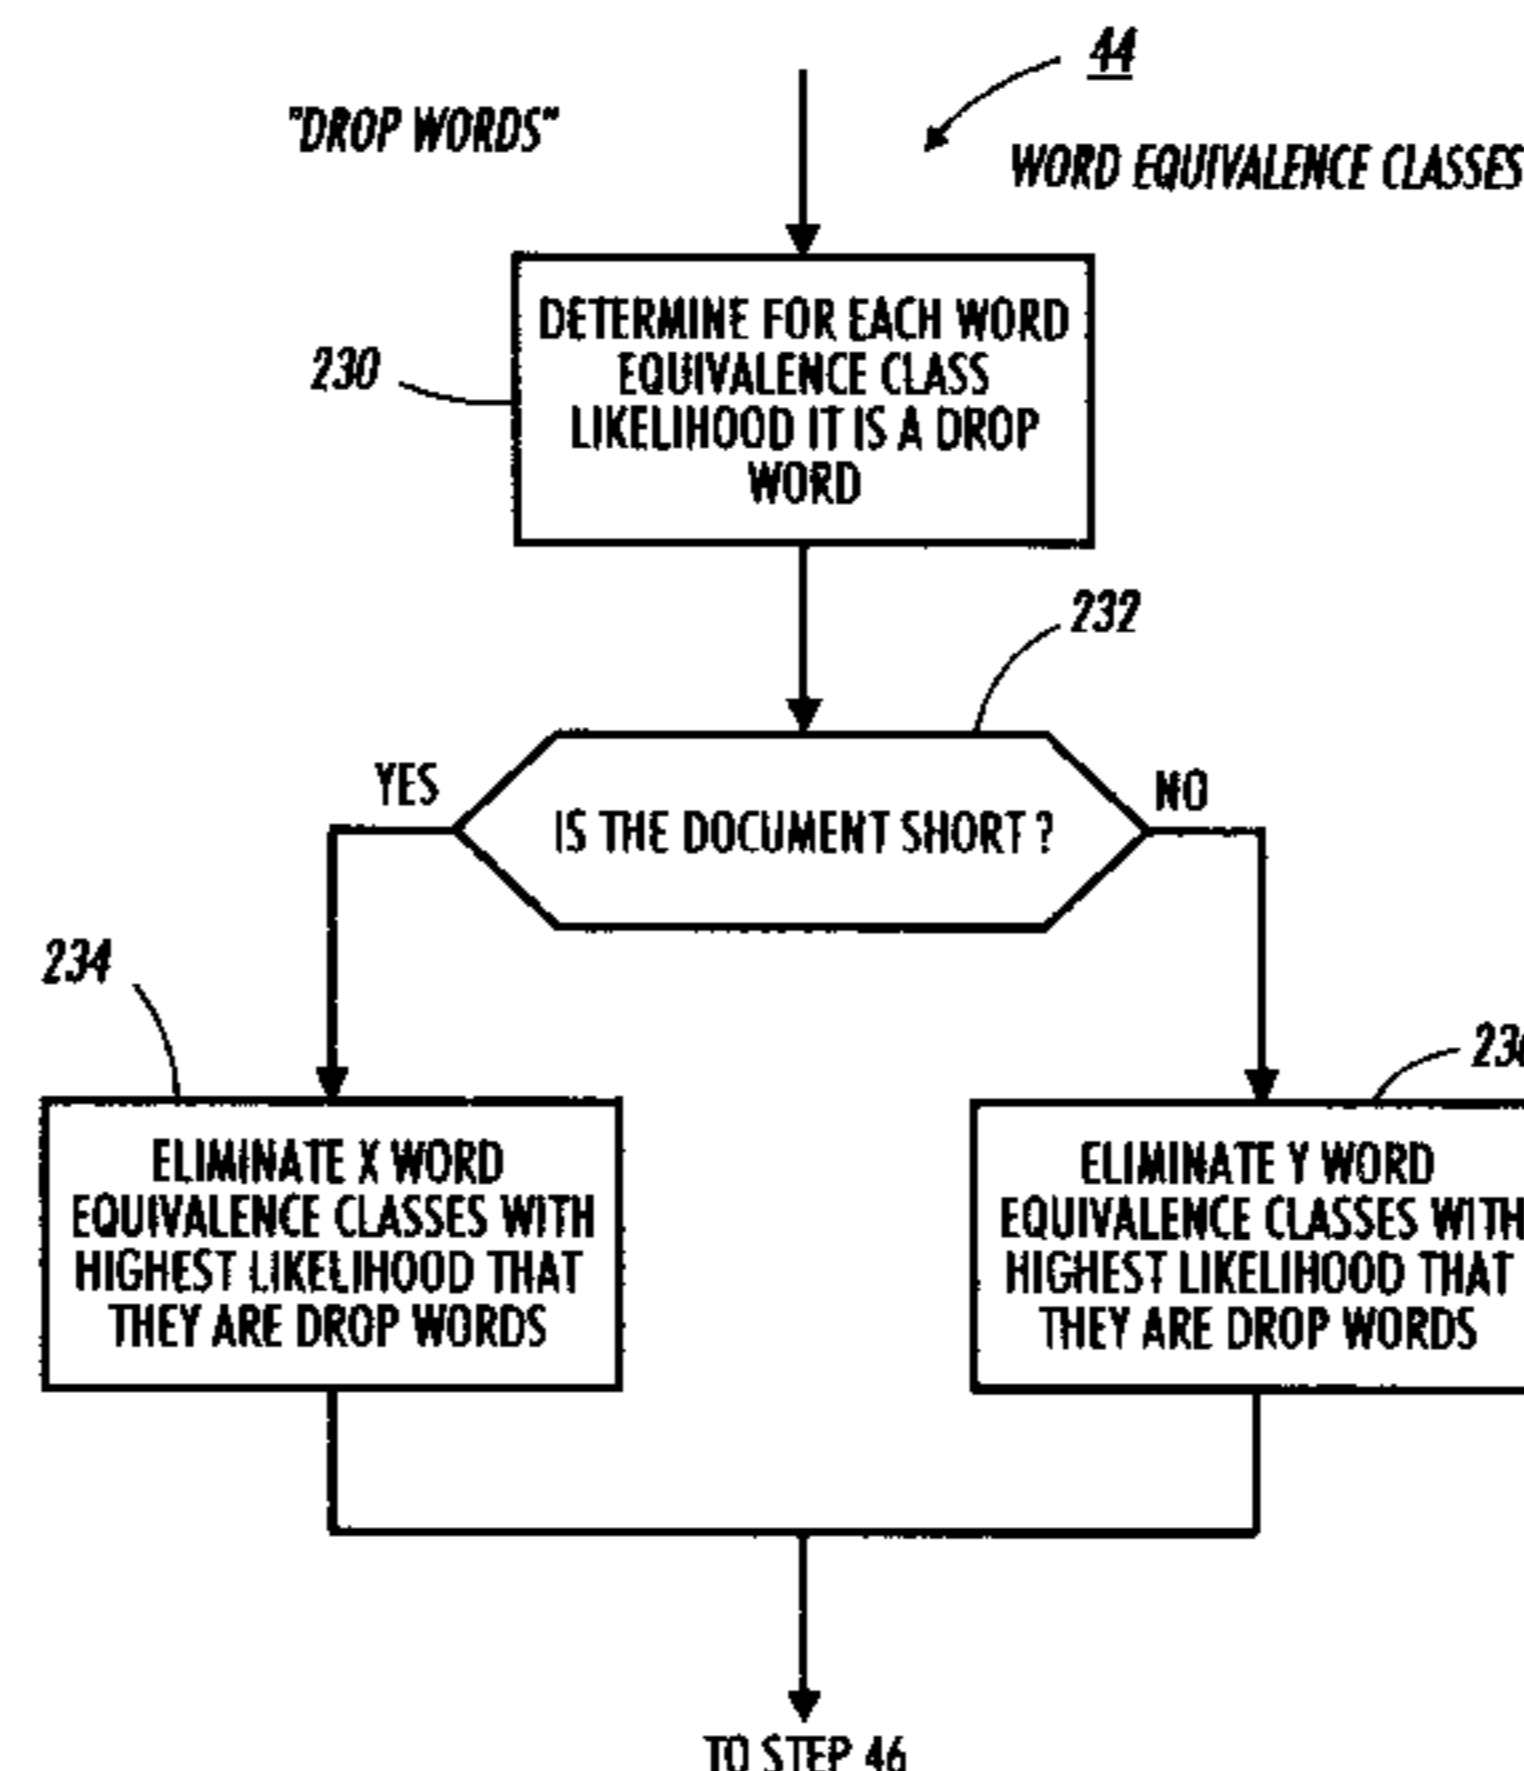 44
"DROP WORDS"
WORD EQUIVALENCE CLASSES
DETERMINE FOR EACH WORD
EQUIVALENCE CLASS
LIKELIHOOD IT IS A DROP
WORD
230
232
YES
NO
IS THE DOCUMENT SHORT ?
234
ELIMINATE X WORD
EQUIVALENCE CLASSES WITH
HIGHEST LIKELIHOOD THAT
THEY ARE DROP WORDS
ELIMINATE Y WORD
EQUIVALENCE CLASSES WITH
HIGHEST LIKELIHOOD THAT
THEY ARE DROP WORDS
TO STEP 46